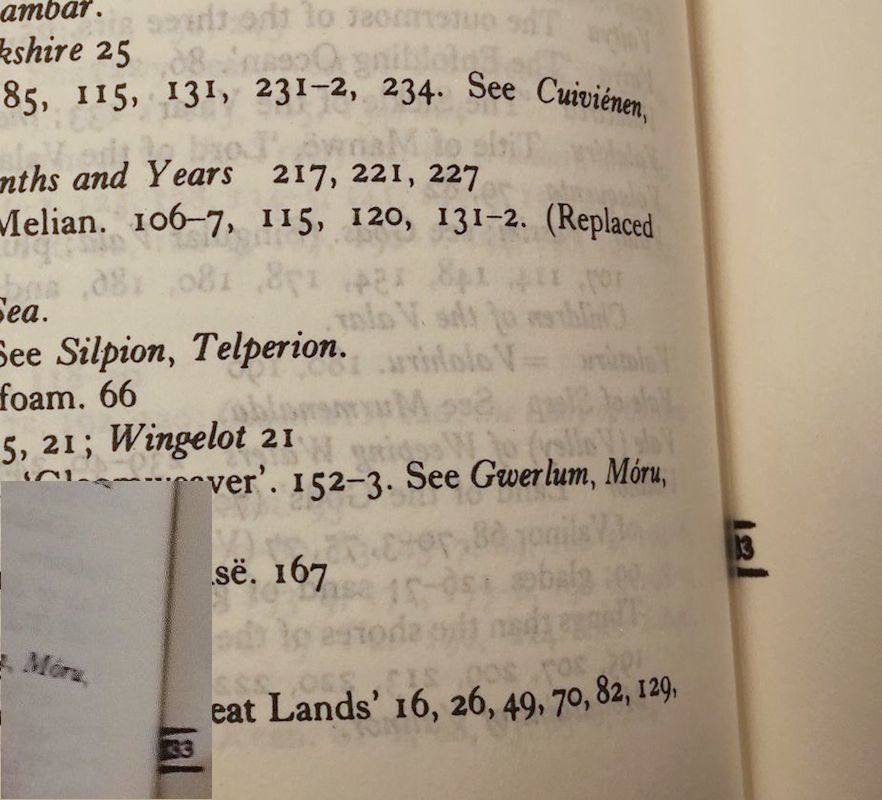 ambar.
kshire 25
85, 115, 131, 231–2, 234. See Cuiviénen,
nths and Years 217, 221, 227
Melian. 106–7, 115, 120, 131–2. (Replaced
Sea.
See Silpion, Telperion.
foam. 66
5, 21; Wingelot 21
'Gloomweaver'. 152–3. See Gwerlum, Móru,
së. 167
eat Lands' 16, 26, 49, 70, 82, 129,
33
Móru,
33